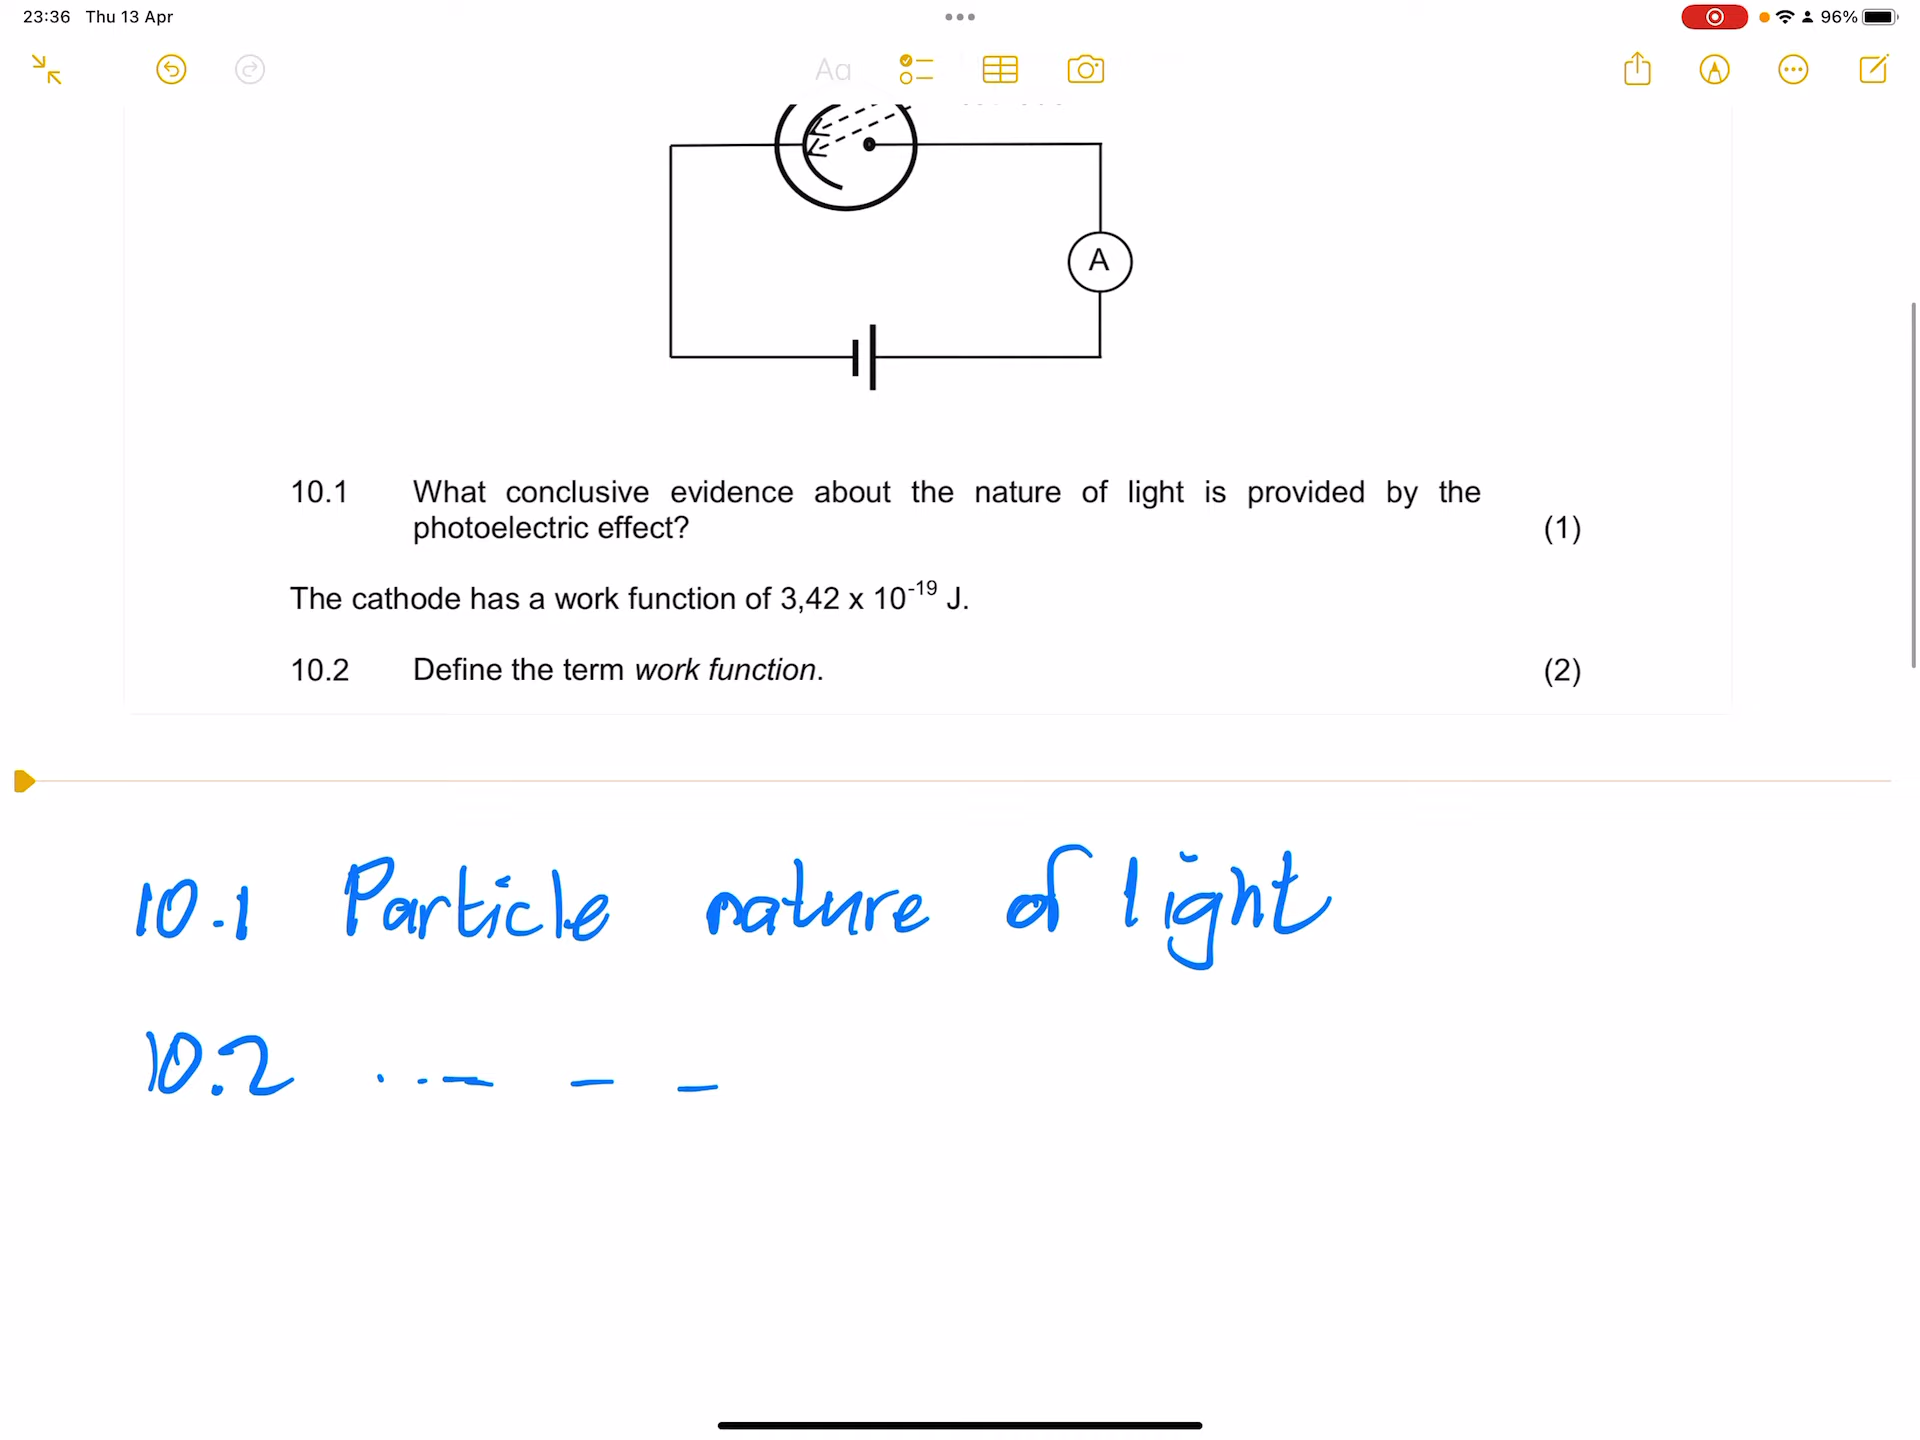 23:36 Thu 13 Apr
96%
Aa
A
10.1 What conclusive evidence about the nature of light is provided by the
photoelectric effect? (1)
The cathode has a work function of 3,42 x 10⁻¹⁹ J.
10.2 Define the term work function. (2)
10.1 Particle nature of light
10.2 ..— — —